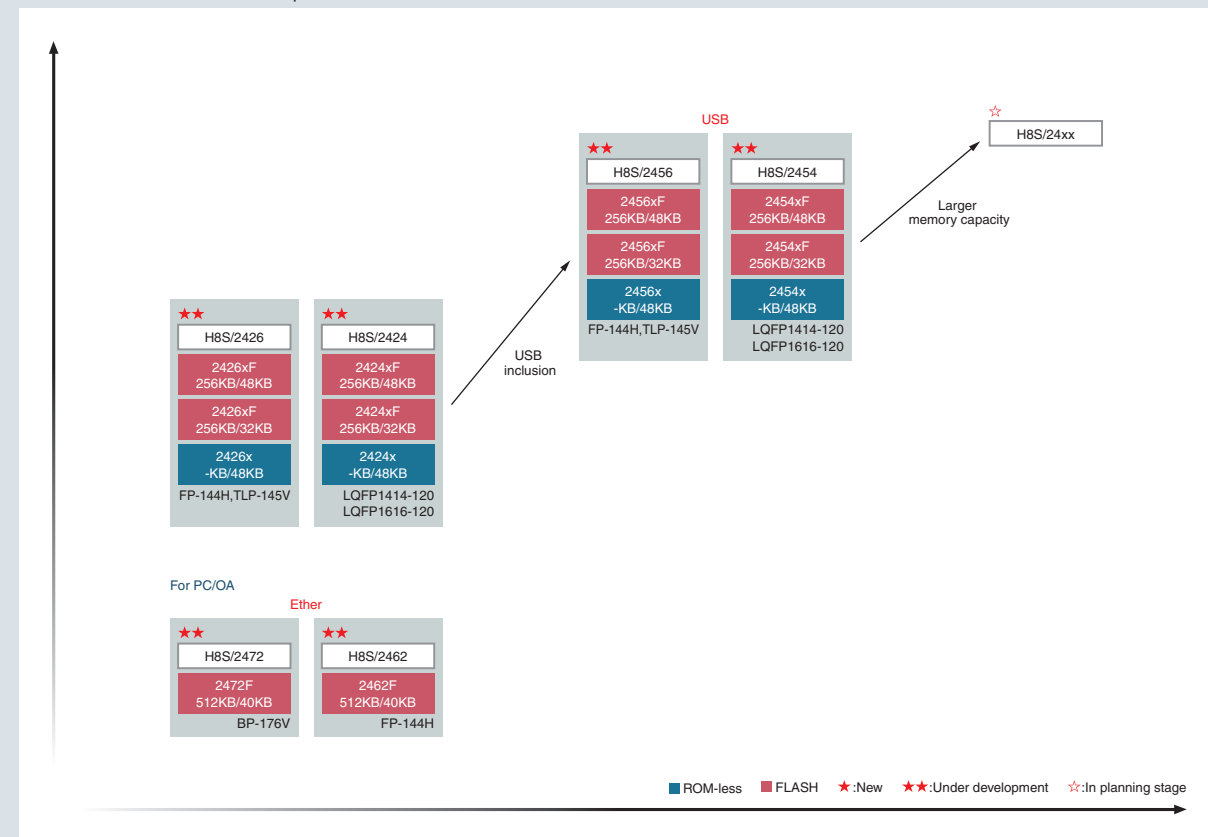 USB
☆
H8S/24xx
★★
H8S/2456
2456xF
256KB/48KB
2456xF
256KB/32KB
2456x
-KB/48KB
FP-144H,TLP-145V
★★
H8S/2454
2454xF
256KB/48KB
2454xF
256KB/32KB
2454x
-KB/48KB
LQFP1414-120
LQFP1616-120
Larger
memory capacity
★★
H8S/2426
2426xF
256KB/48KB
2426xF
256KB/32KB
2426x
-KB/48KB
FP-144H,TLP-145V
★★
H8S/2424
2424xF
256KB/48KB
2424xF
256KB/32KB
2424x
-KB/48KB
LQFP1414-120
LQFP1616-120
USB
inclusion
For PC/OA
Ether
★★
H8S/2472
2472F
512KB/40KB
BP-176V
★★
H8S/2462
2462F
512KB/40KB
FP-144H
ROM-less FLASH ★:New ★★:Under development ☆:In planning stage